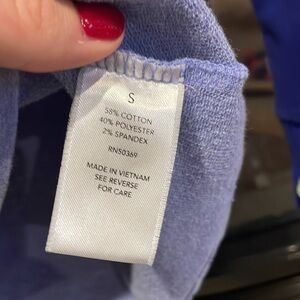 S
58% COTTON
40% POLYESTER
2% SPANDEX
RN50369
MADE IN VIETNAM
SEE REVERSE
FOR CARE